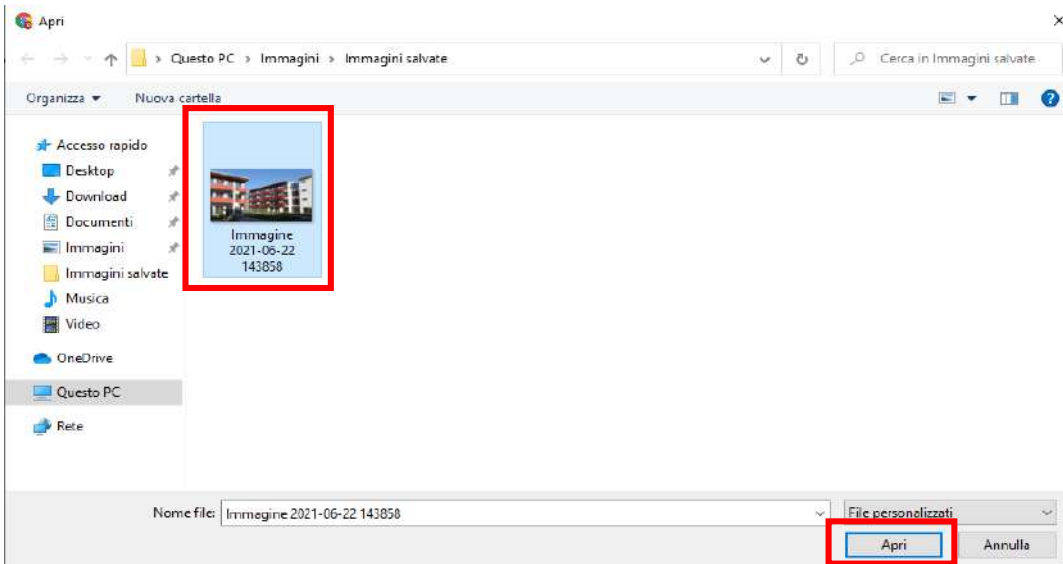 Apri
Questo PC > Immagini > Immagini salvate
Cerca in Immagini salvate
Organizza
Nuova cartella
Accesso rapido
Desktop
Download
Documenti
Immagini
Immagini salvate
Musica
Video
OneDrive
Questo PC
Rete
Immagine
2021-06-22
143858
Nome file: Immagine 2021-06-22 143858
File personalizzati
Apri
Annulla